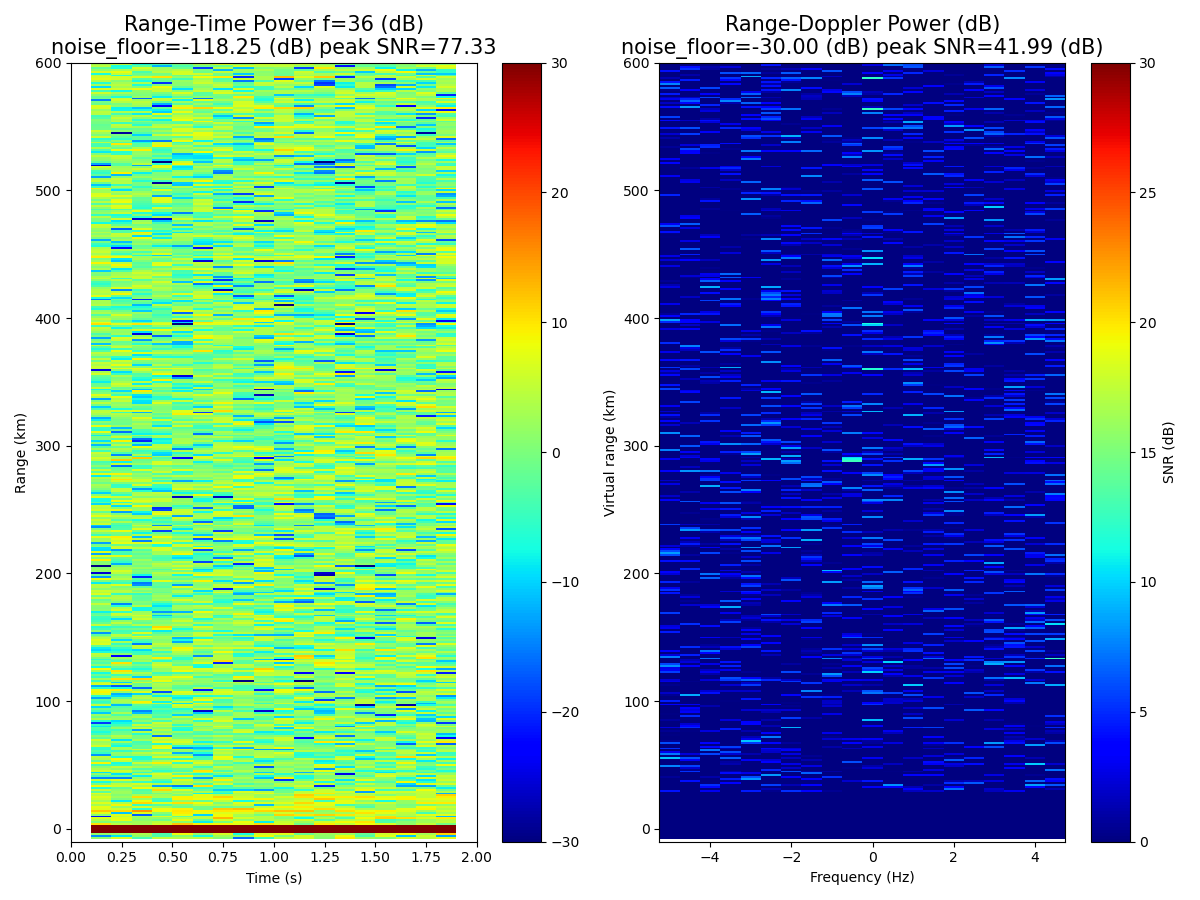 Range-Time Power f=36 (dB)
noise_floor=-118.25 (dB) peak SNR=77.33
Range (km)
600
500
400
300
200
100
0
0.00 0.25 0.50 0.75 1.00 1.25 1.50 1.75 2.00
Time (s)
30
20
10
0
−10
−20
−30
Range-Doppler Power (dB)
noise_floor=-30.00 (dB) peak SNR=41.99 (dB)
Virtual range (km)
600
500
400
300
200
100
0
−4 −2 0 2 4
Frequency (Hz)
30
25
20
15
10
5
0
SNR (dB)